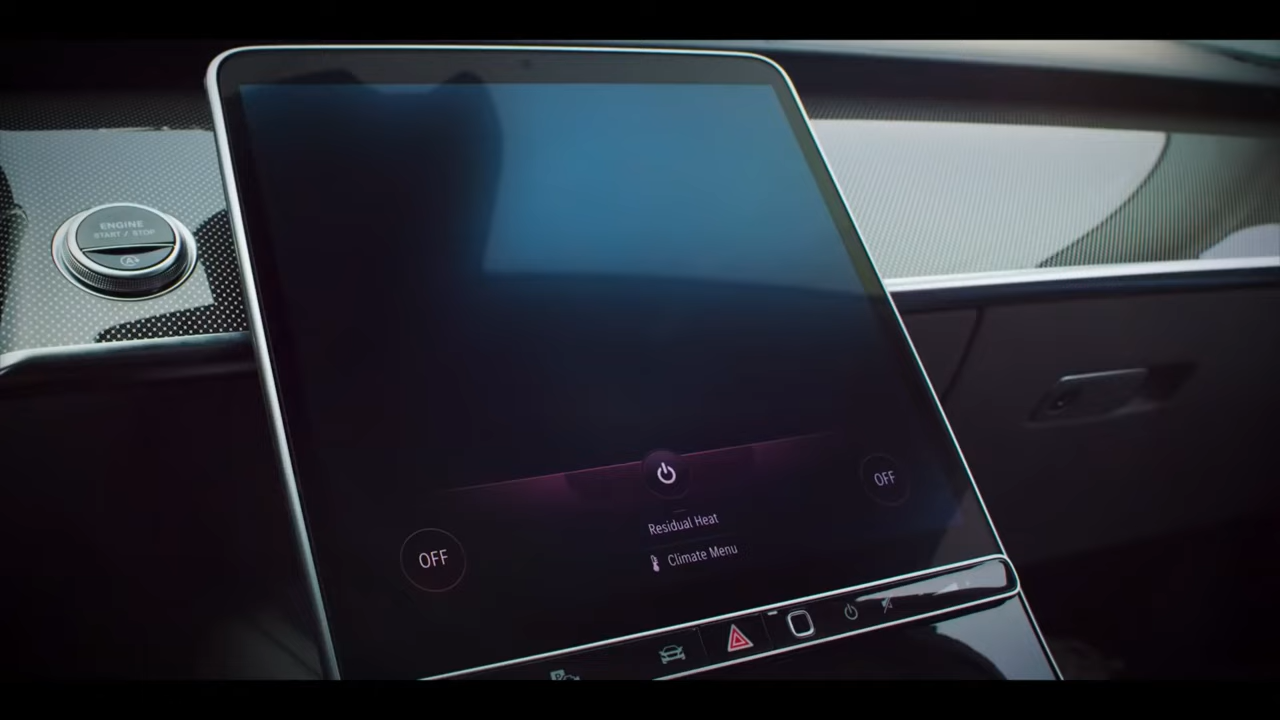 ENGINE
START / STOP
A
Residual Heat
OFF
OFF
Climate Menu
P